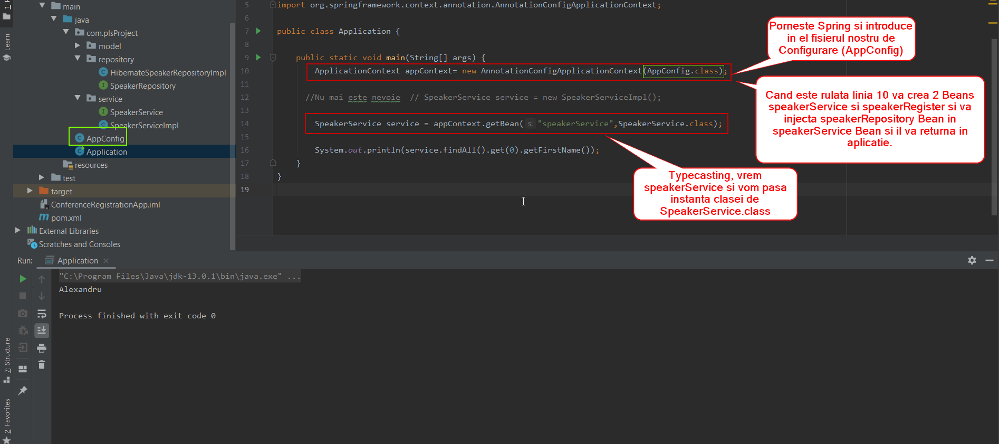 main
java
com.plsProject
model
repository
HibernateSpeakerRepositoryImpl
SpeakerRepository
service
SpeakerService
SpeakerServiceImpl
AppConfig
Application
resources
test
target
ConferenceRegistrationApp.iml
pom.xml
External Libraries
Scratches and Consoles
Learn
7: Structure
2: Favorites
5 import org.springframework.context.annotation.AnnotationConfigApplicationContext;
6
7 public class Application {
8
9 public static void main(String[] args) {
10 ApplicationContext appContext= new AnnotationConfigApplicationContext(AppConfig.class);
11
12 //Nu mai este nevoie // SpeakerService service = new SpeakerServiceImpl();
13
14 SpeakerService service = appContext.getBean( s: "speakerService",SpeakerService.class);
15
16 System.out.println(service.findAll().get(0).getFirstName());
17 }
18 }
19
Porneste Spring si introduce
in el fisierul nostru de
Configurare (AppConfig)
Cand este rulata linia 10 va crea 2 Beans
speakerService si speakerRegister si va
injecta speakerRepository Bean in
speakerService Bean si il va returna in
aplicatie.
Typecasting, vrem
speakerService si vom pasa
instanta clasei de
SpeakerService.class
Run: Application
"C:\Program Files\Java\jdk-13.0.1\bin\java.exe" ...
Alexandru
Process finished with exit code 0